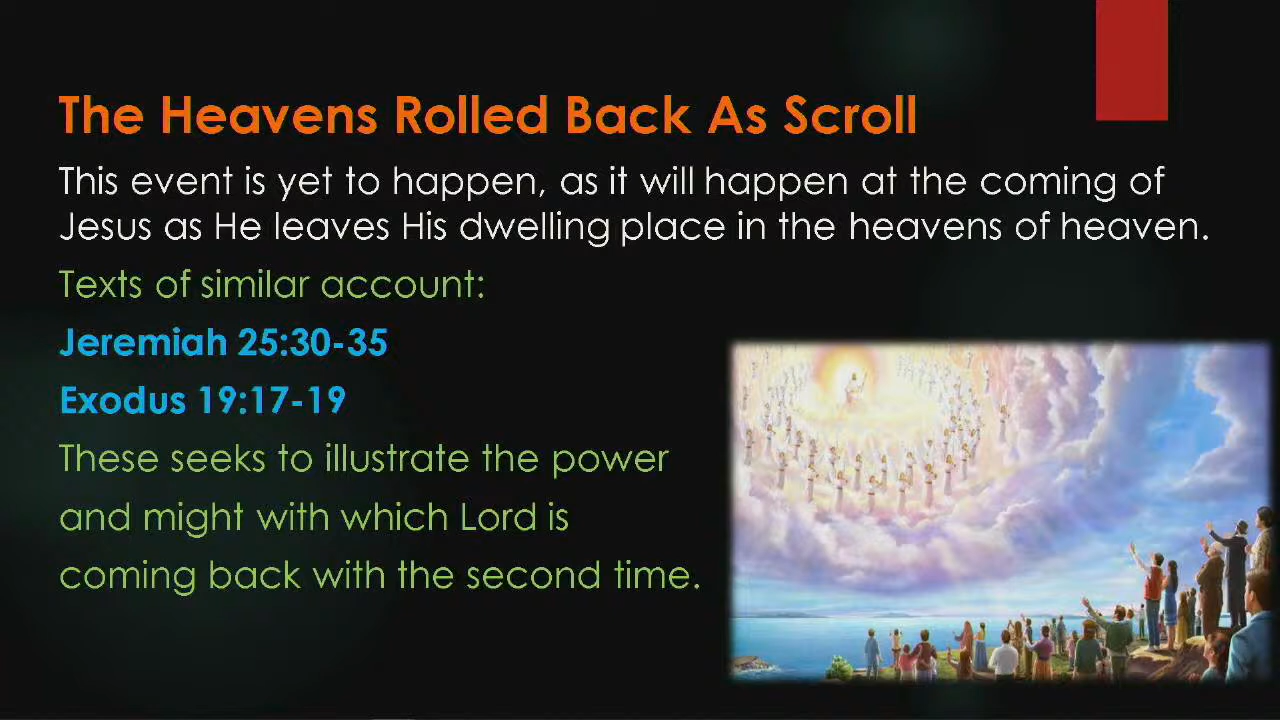 The Heavens Rolled Back As Scroll
This event is yet to happen, as it will happen at the coming of
Jesus as He leaves His dwelling place in the heavens of heaven.
Texts of similar account:
Jeremiah 25:30-35
Exodus 19:17-19
These seeks to illustrate the power
and might with which Lord is
coming back with the second time.